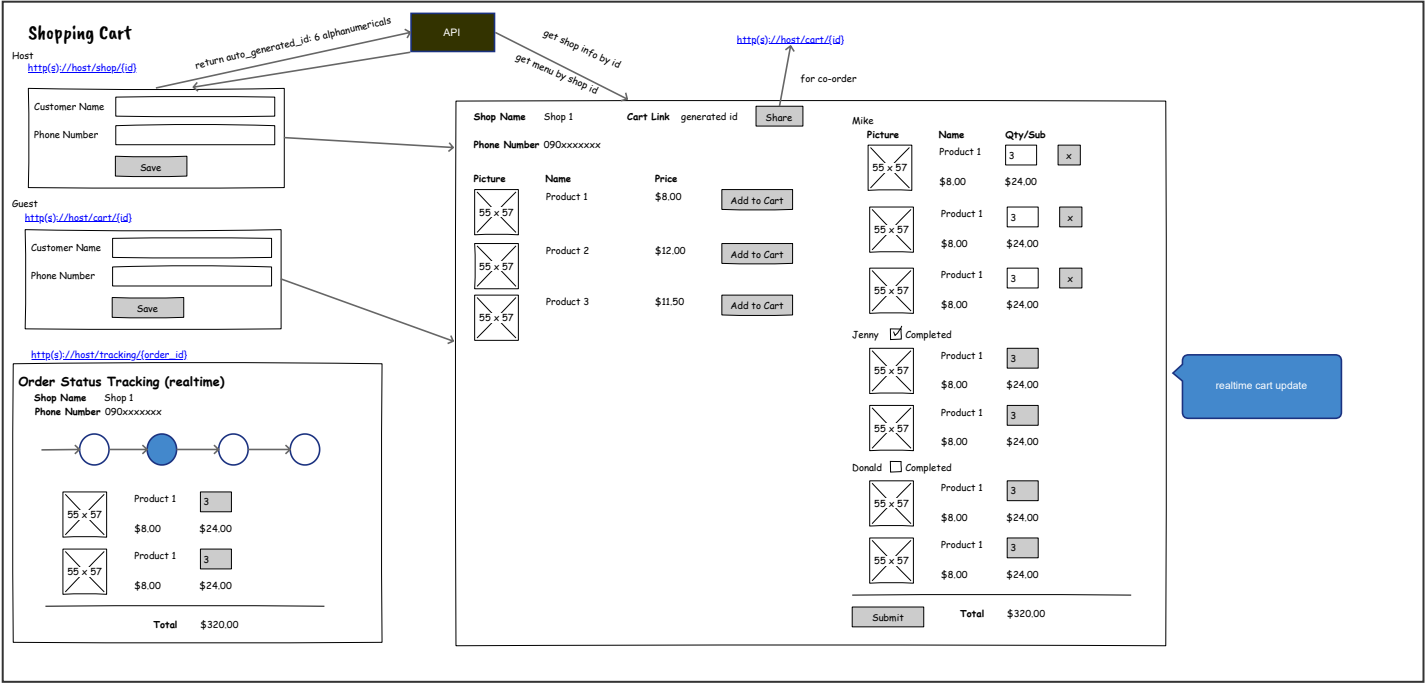 Shopping Cart
Host
http(s)://host/shop/{id}
Customer Name
Phone Number
Save
return auto_generated_id: 6 alphanumericals
API
get shop info by id
get menu by shop id
http(s)://host/cart/{id}
for co-order
Guest
http(s)://host/cart/{id}
Customer Name
Phone Number
Save
http(s)://host/tracking/{order_id}
Order Status Tracking (realtime)
Shop Name Shop 1
Phone Number 090xxxxxxx
55 x 57 Product 1 3
$8.00 $24.00
55 x 57 Product 1 3
$8.00 $24.00
Total $320.00
Shop Name Shop 1 Cart Link generated id Share
Phone Number 090xxxxxxx
Picture Name Price
55 x 57 Product 1 $8.00 Add to Cart
55 x 57 Product 2 $12.00 Add to Cart
55 x 57 Product 3 $11.50 Add to Cart
Mike
Picture Name Qty/Sub
55 x 57 Product 1 3 x
$8.00 $24.00
55 x 57 Product 1 3 x
$8.00 $24.00
55 x 57 Product 1 3 x
$8.00 $24.00
Jenny Completed
55 x 57 Product 1 3
$8.00 $24.00
55 x 57 Product 1 3
$8.00 $24.00
Donald Completed
55 x 57 Product 1 3
$8.00 $24.00
55 x 57 Product 1 3
$8.00 $24.00
Submit Total $320.00
realtime cart update